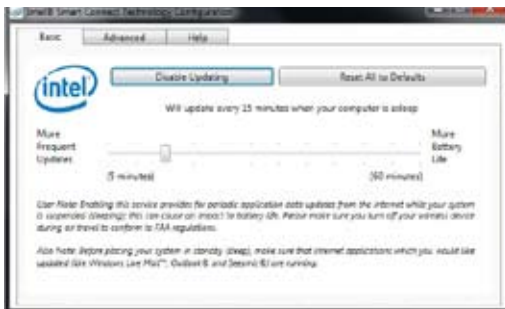 Intel® Smart Connect Technology Configuration
Basic Advanced Help
intel
Disable Updating Reset All to Defaults
Will update every 15 minutes when your computer is asleep
More
Frequent
Updates
More
Battery
Life
(5 minutes) (60 minutes)
User Note: Enabling this service provides for periodic application data updates from the internet while your system
is suspended (sleeping); this can cause an impact to battery life. Please make sure you turn off your wireless device
during air travel to conform to FAA regulations.
Also Note: Before placing your system in standby (sleep), make sure that internet applications which you would like
updated (like Windows Live Mail™, Outlook® and Seesmic®) are running.